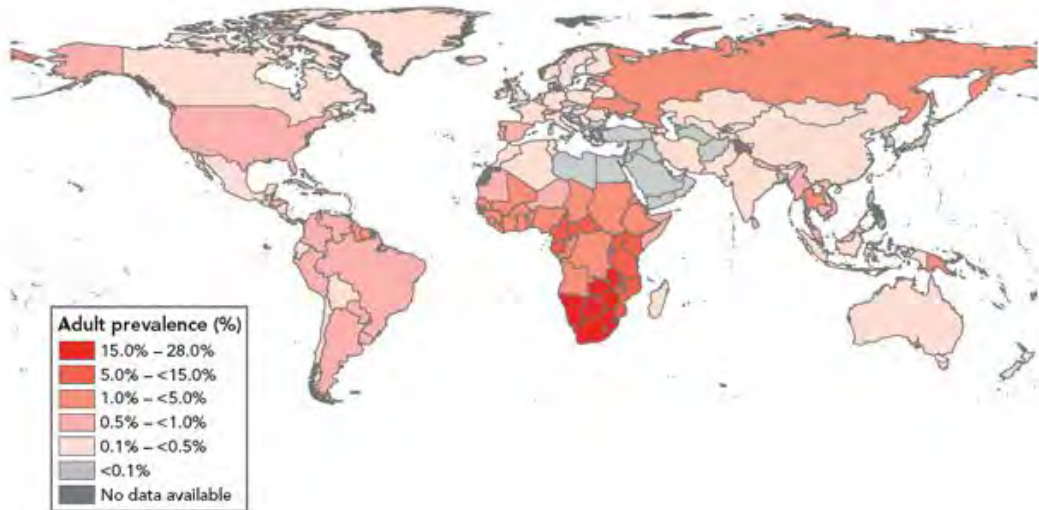 Adult prevalence (%)
15.0% – 28.0%
5.0% – <15.0%
1.0% – <5.0%
0.5% – <1.0%
0.1% – <0.5%
<0.1%
No data available